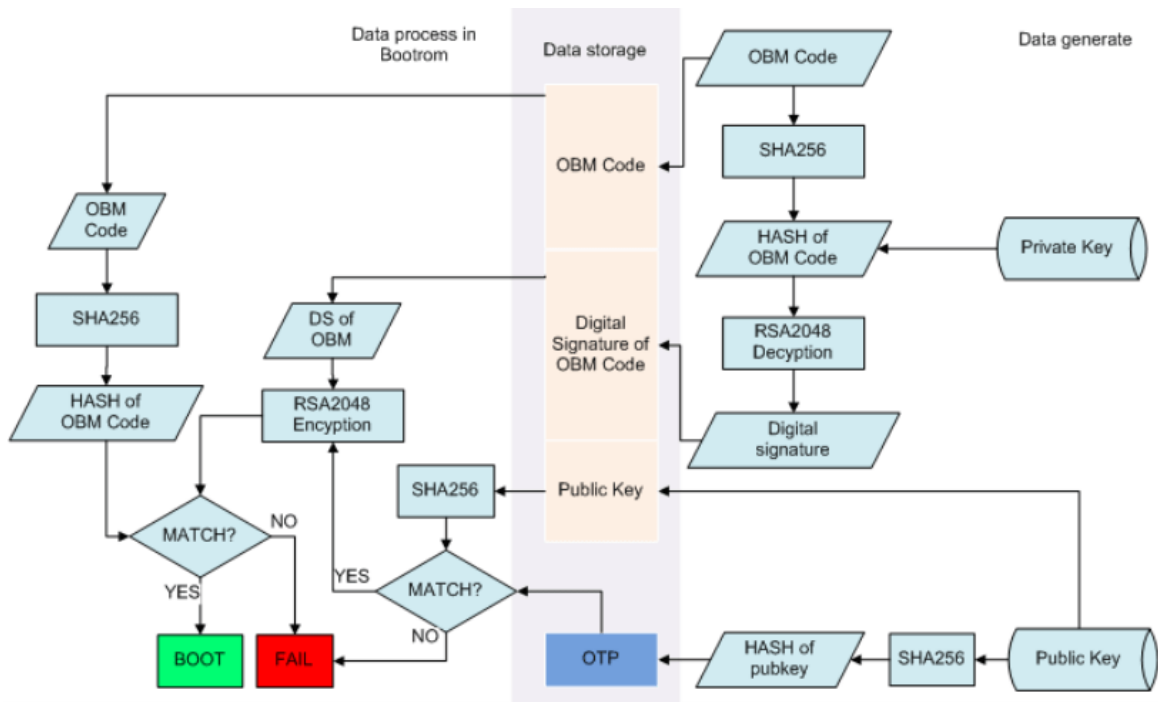 Data process in
Bootrom
Data storage
Data generate
OBM Code
SHA256
HASH of
OBM Code
Private Key
RSA2048
Decyption
Digital
signature
OBM Code
Digital
Signature of
OBM Code
Public Key
OBM
Code
SHA256
HASH of
OBM Code
DS of
OBM
RSA2048
Encyption
SHA256
MATCH?
NO
YES
MATCH?
YES
NO
BOOT
FAIL
OTP
HASH of
pubkey
SHA256
Public Key